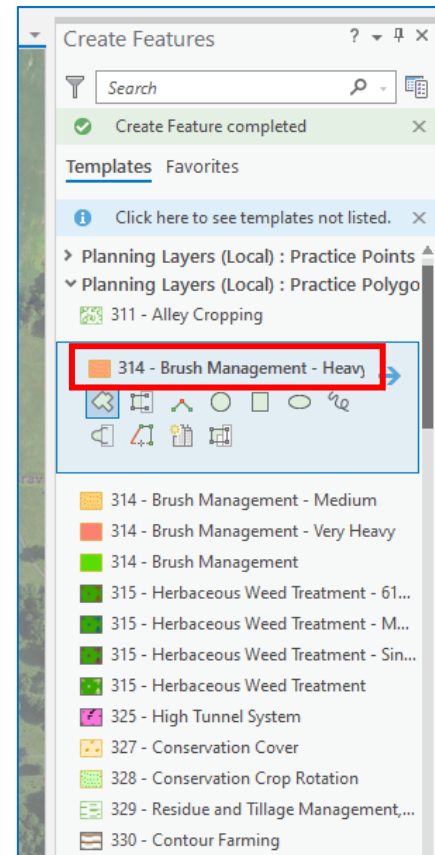 Create Features
Search
Create Feature completed
Templates Favorites
Click here to see templates not listed.
Planning Layers (Local) : Practice Points
Planning Layers (Local) : Practice Polygo
311 - Alley Cropping
314 - Brush Management - Heavy
314 - Brush Management - Medium
314 - Brush Management - Very Heavy
314 - Brush Management
315 - Herbaceous Weed Treatment - 61...
315 - Herbaceous Weed Treatment - M...
315 - Herbaceous Weed Treatment - Sin...
315 - Herbaceous Weed Treatment
325 - High Tunnel System
327 - Conservation Cover
328 - Conservation Crop Rotation
329 - Residue and Tillage Management,...
330 - Contour Farming